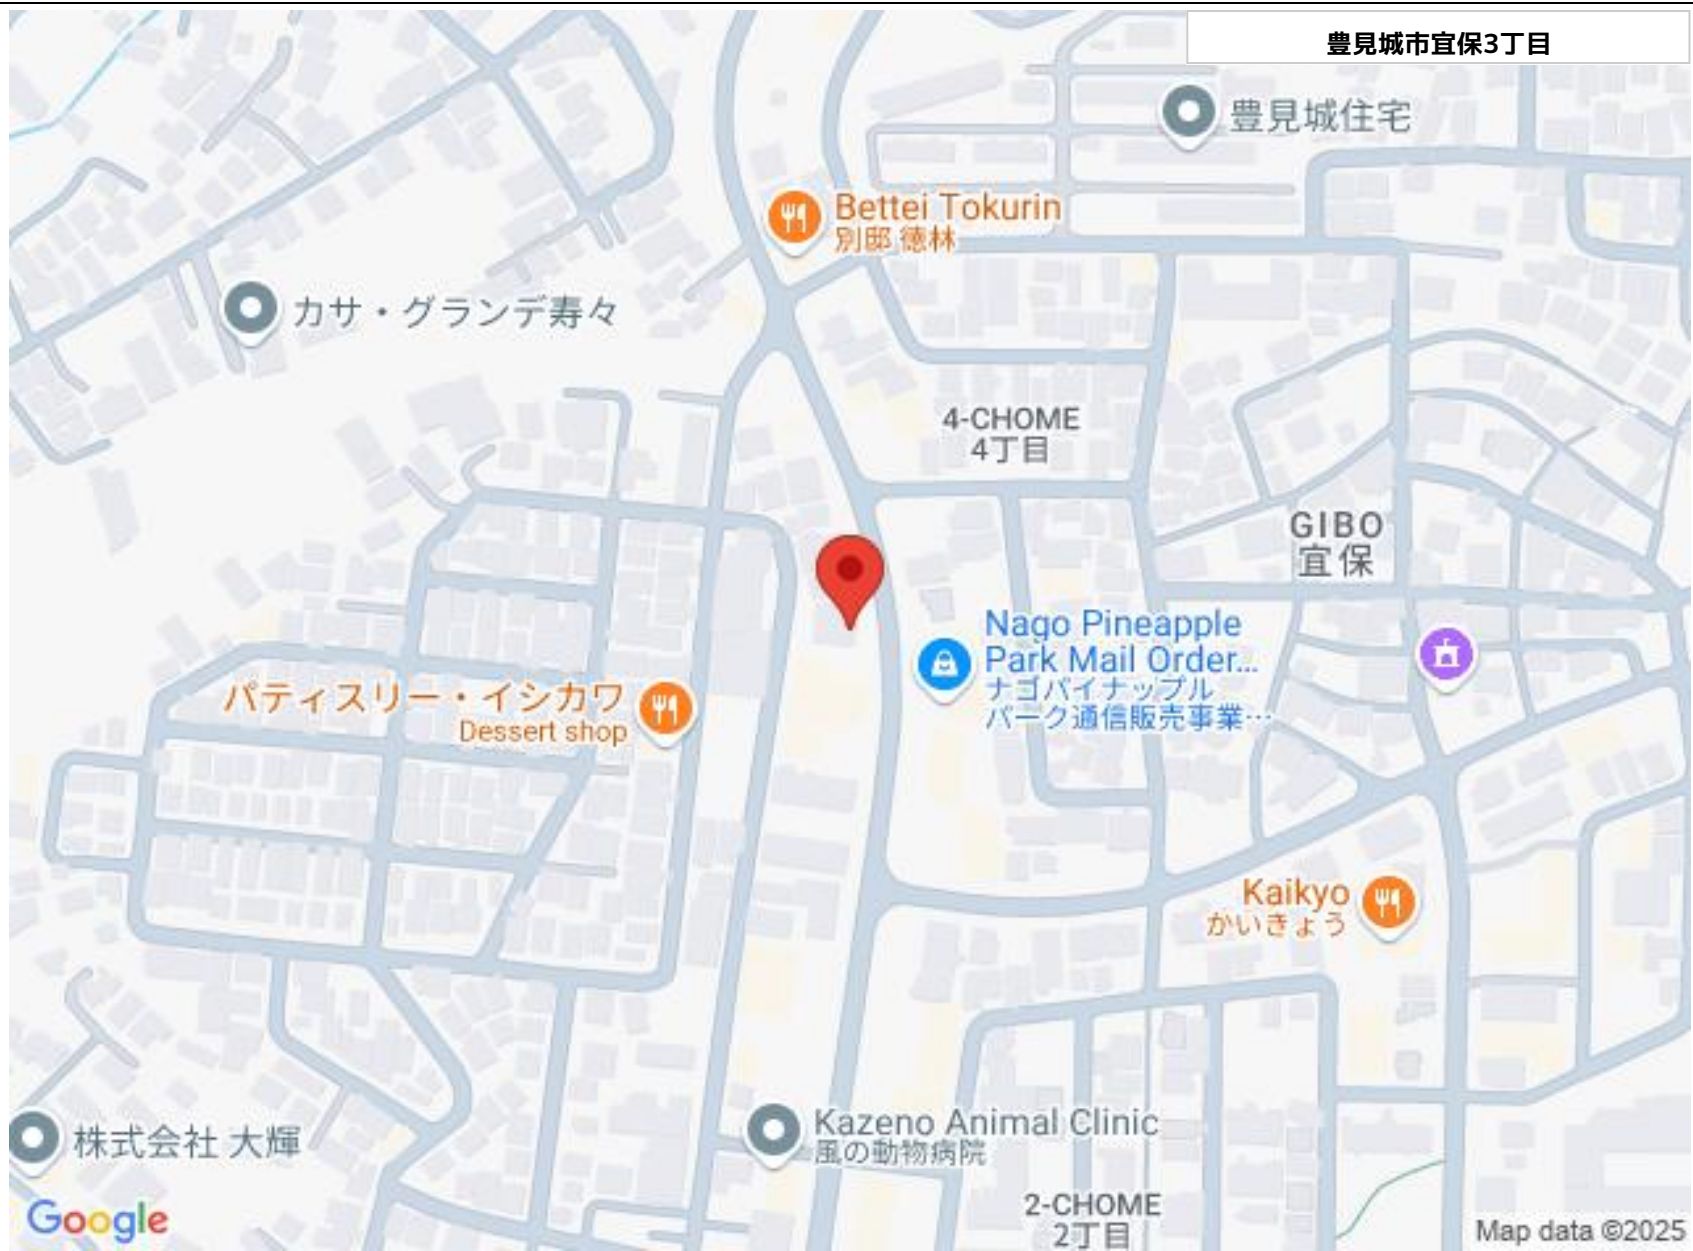 豊見城市宜保3丁目
豊見城住宅
Bettei Tokurin
別邸 徳林
カサ・グランデ寿々
4-CHOME
4丁目
GIBO
宜保
Nago Pineapple
Park Mail Order...
ナゴパイナップル
パーク通信販売事業…
パティスリー・イシカワ
Dessert shop
Kaikyo
かいきょう
Kazeno Animal Clinic
風の動物病院
株式会社 大輝
2-CHOME
2丁目
Google
Map data ©2025